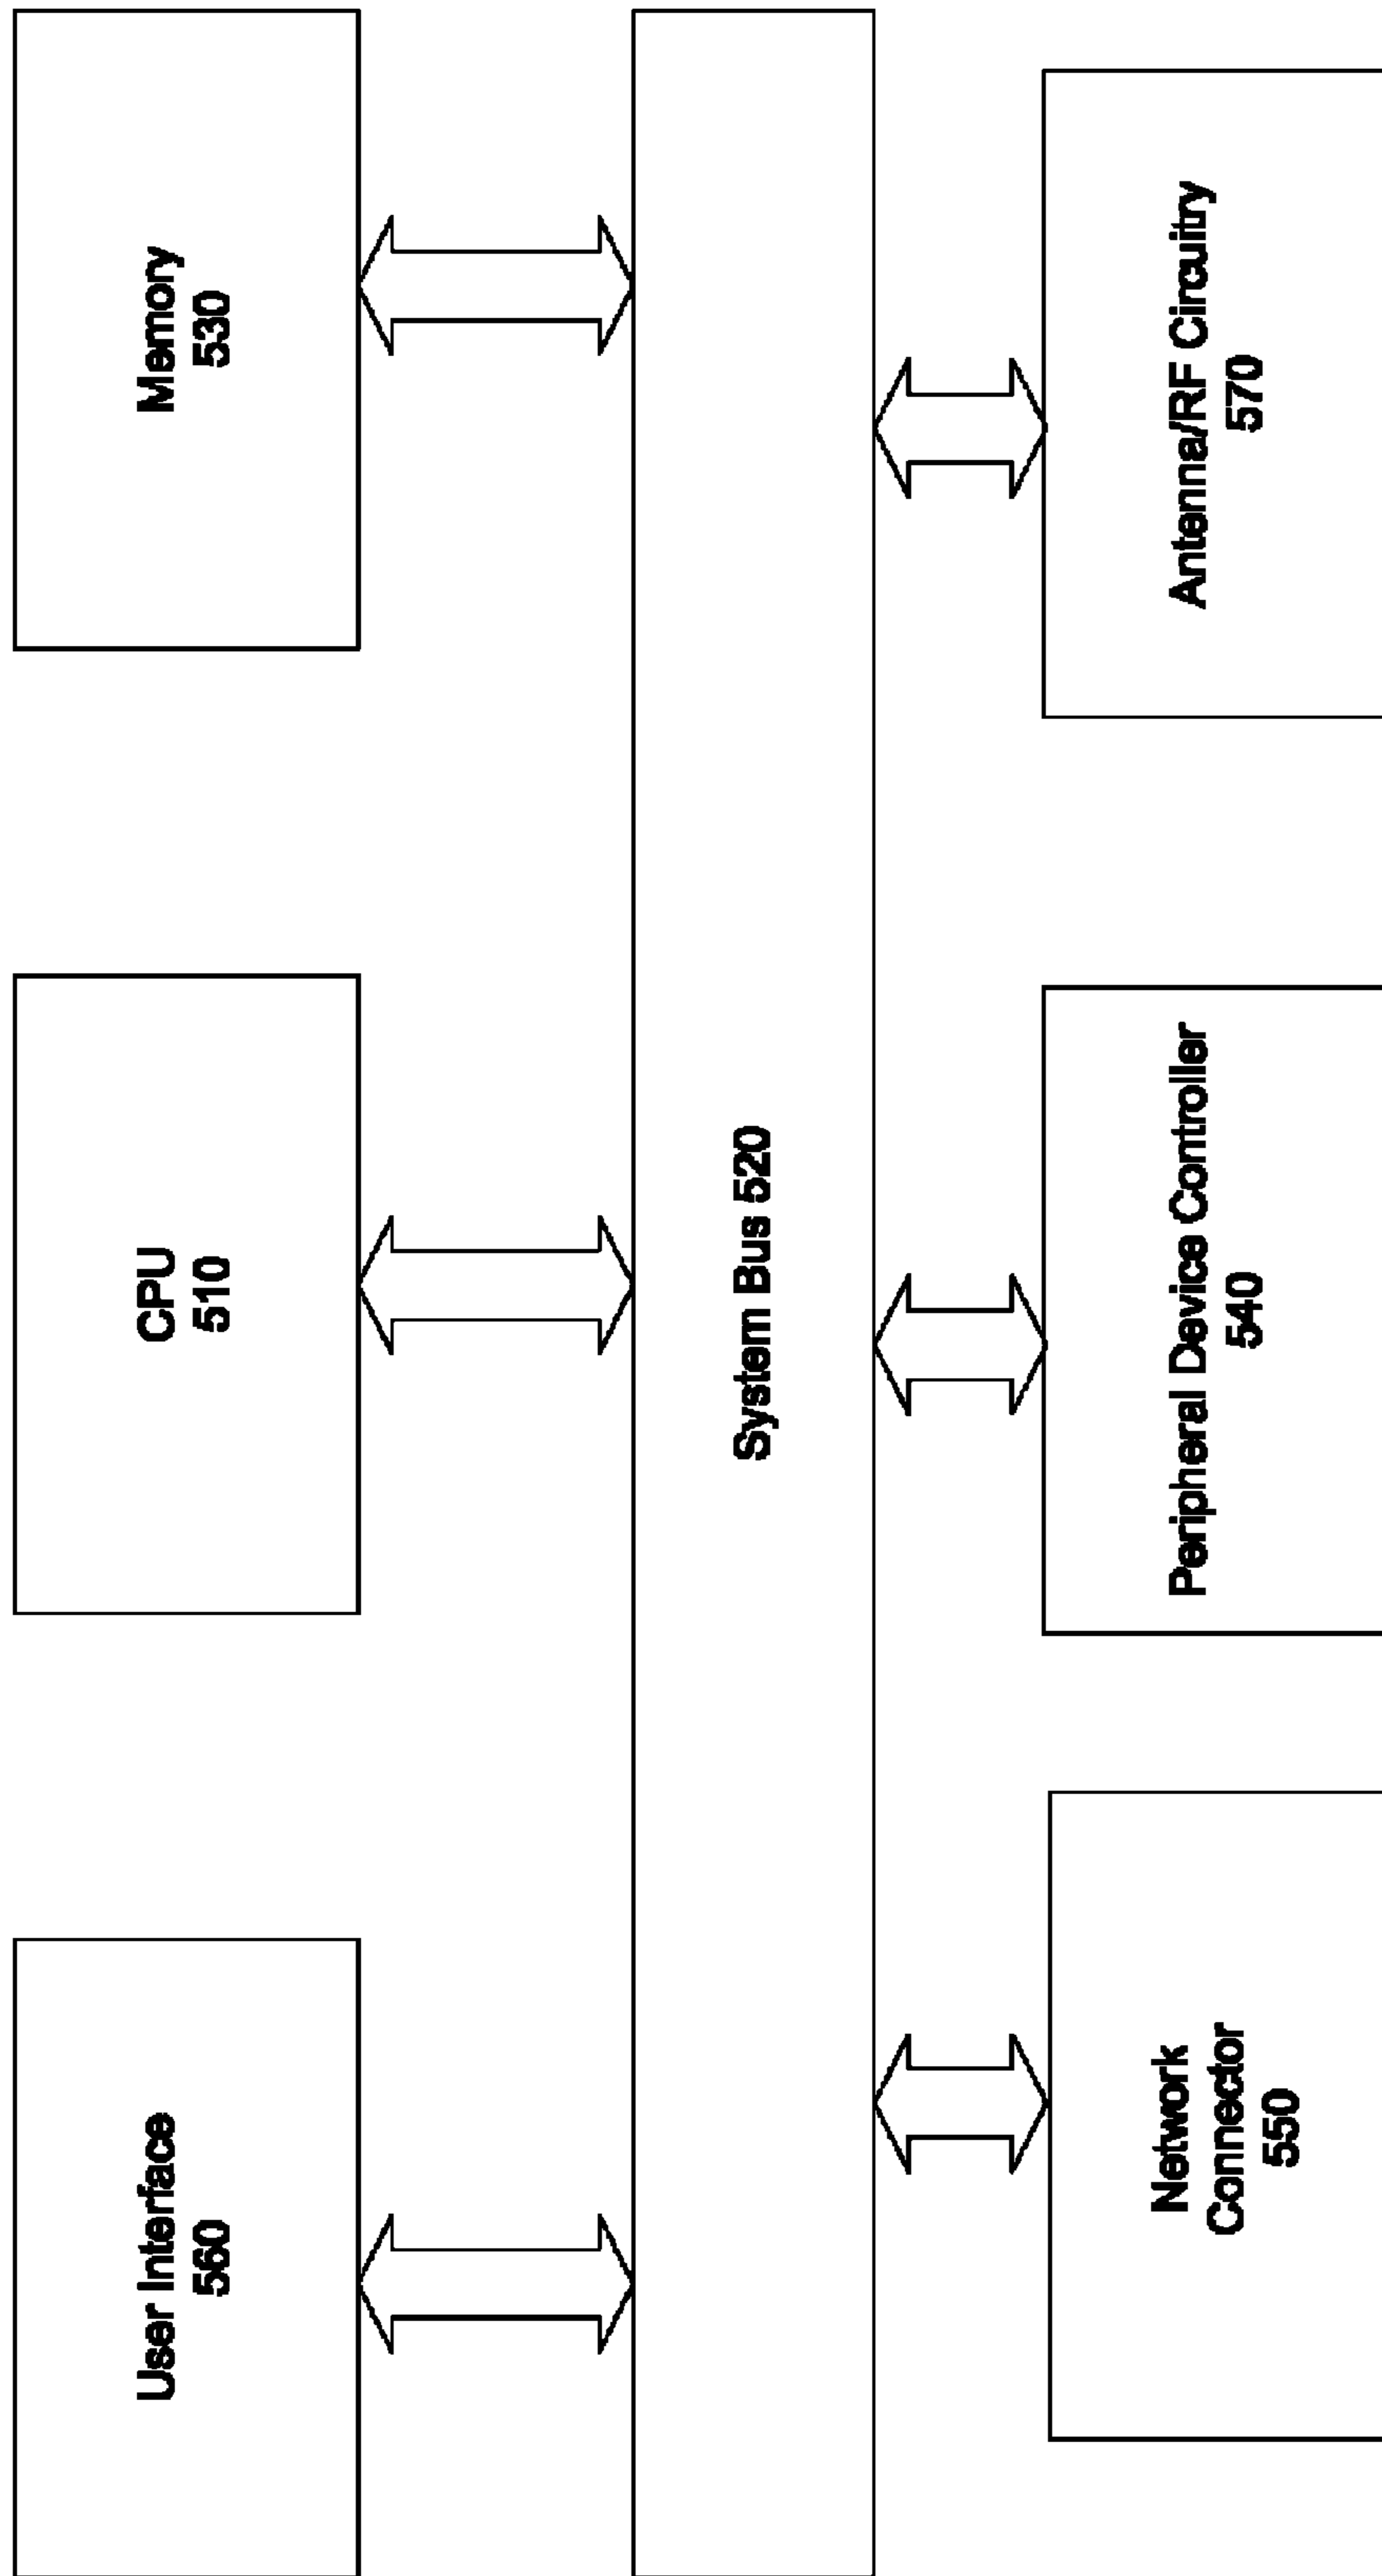 User Interface
560
CPU
510
Memory
530
System Bus 520
Network
Connector
550
Peripheral Device Controller
540
Antenna/RF Circuitry
570